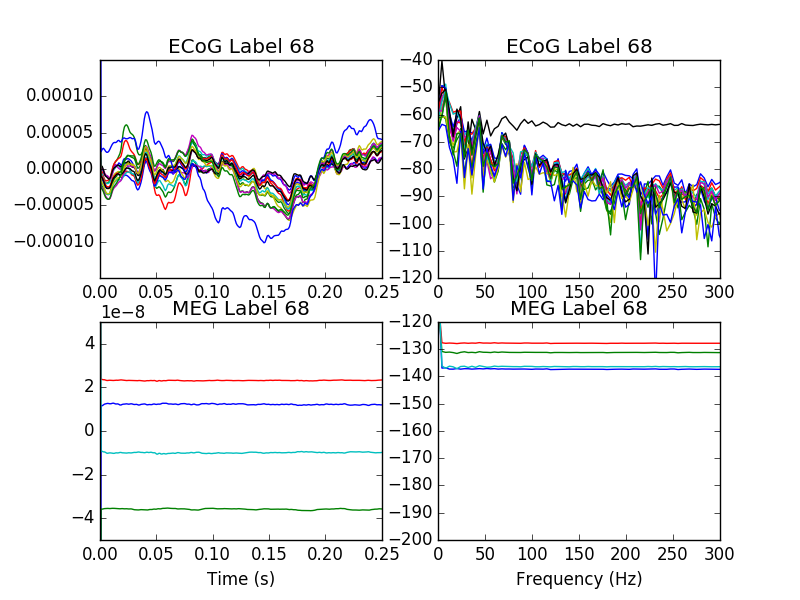 ECoG Label 68
0.00010
0.00005
0.00000
−0.00005
−0.00010
0.00 0.05 0.10 0.15 0.20 0.25
ECoG Label 68
−40
−50
−60
−70
−80
−90
−100
−110
−120
0 50 100 150 200 250 300
MEG Label 68
1e−8
4
2
0
−2
−4
0.00 0.05 0.10 0.15 0.20 0.25
Time (s)
MEG Label 68
−120
−130
−140
−150
−160
−170
−180
−190
−200
0 50 100 150 200 250 300
Frequency (Hz)